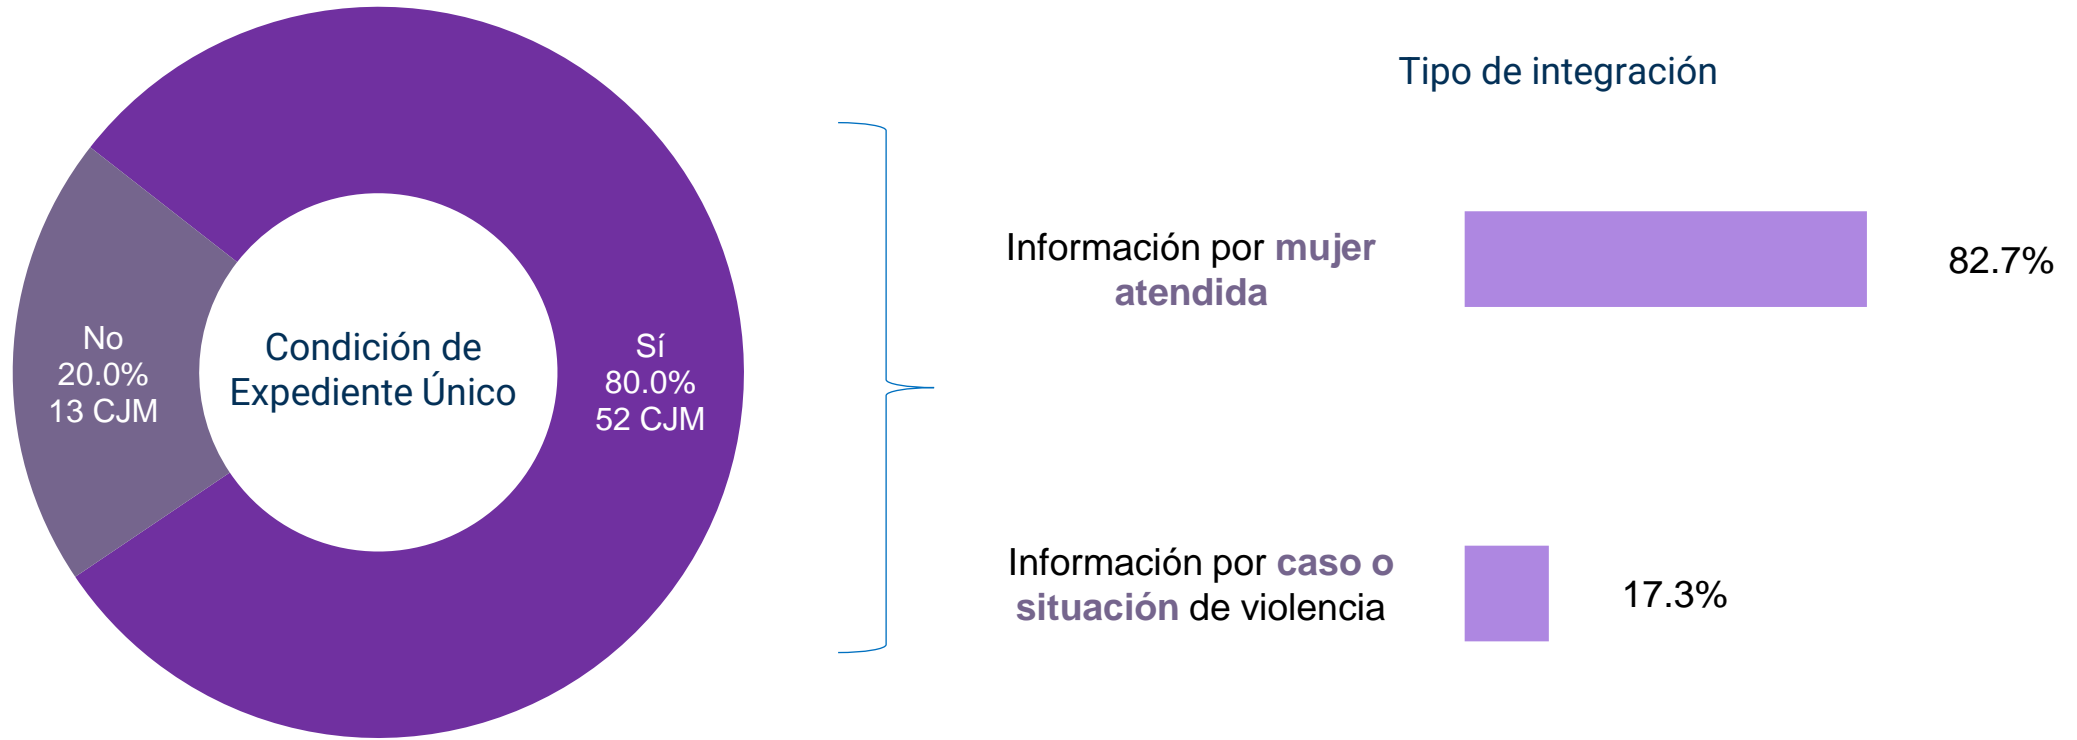 No
20.0%
13 CJM
Condición de
Expediente Único
Sí
80.0%
52 CJM
Tipo de integración
Información por mujer
atendida
82.7%
Información por caso o
situación de violencia
17.3%